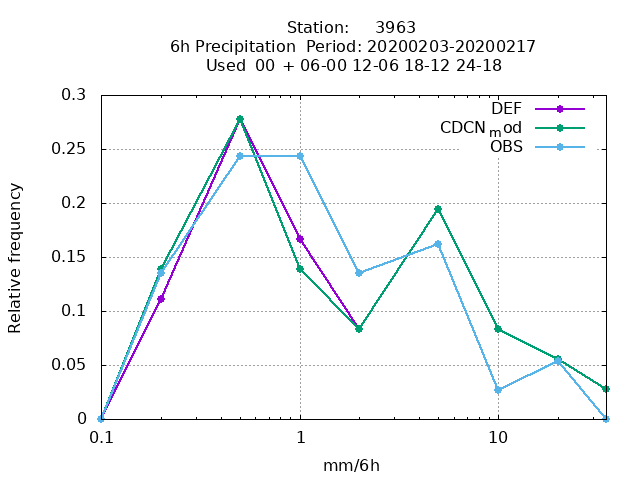 Station: 3963
6h Precipitation Period: 20200203-20200217
Used 00 + 06-00 12-06 18-12 24-18
0.3
0.25
0.2
0.15
0.1
0.05
0
0.1
1
10
DEF
CDCN_mod
OBS
Relative frequency
mm/6h